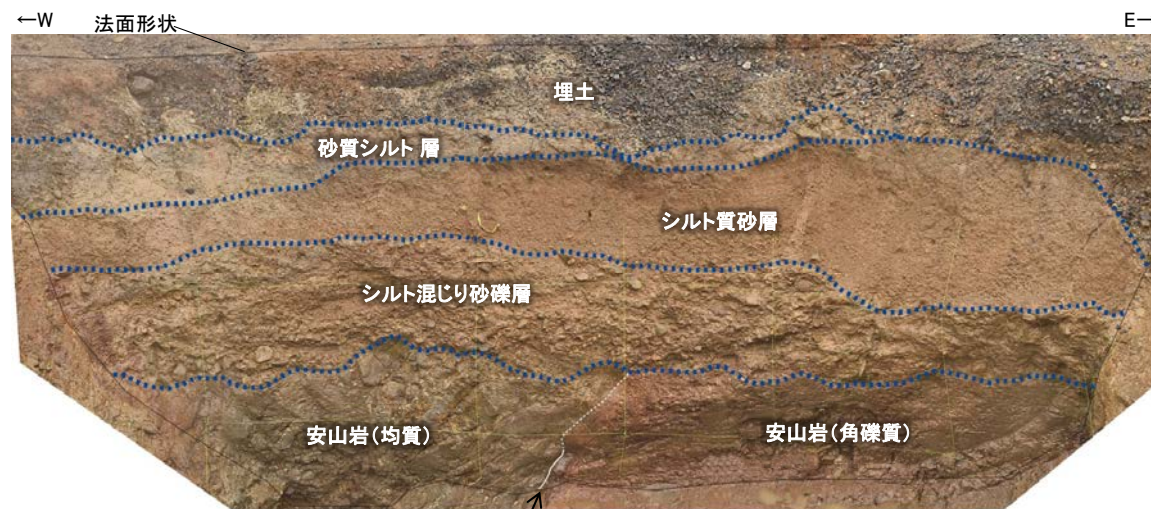 ←W
法面形状
E─
埋土
砂質シルト 層
シルト質砂層
シルト混じり砂礫層
安山岩（均質）
安山岩（角礫質）